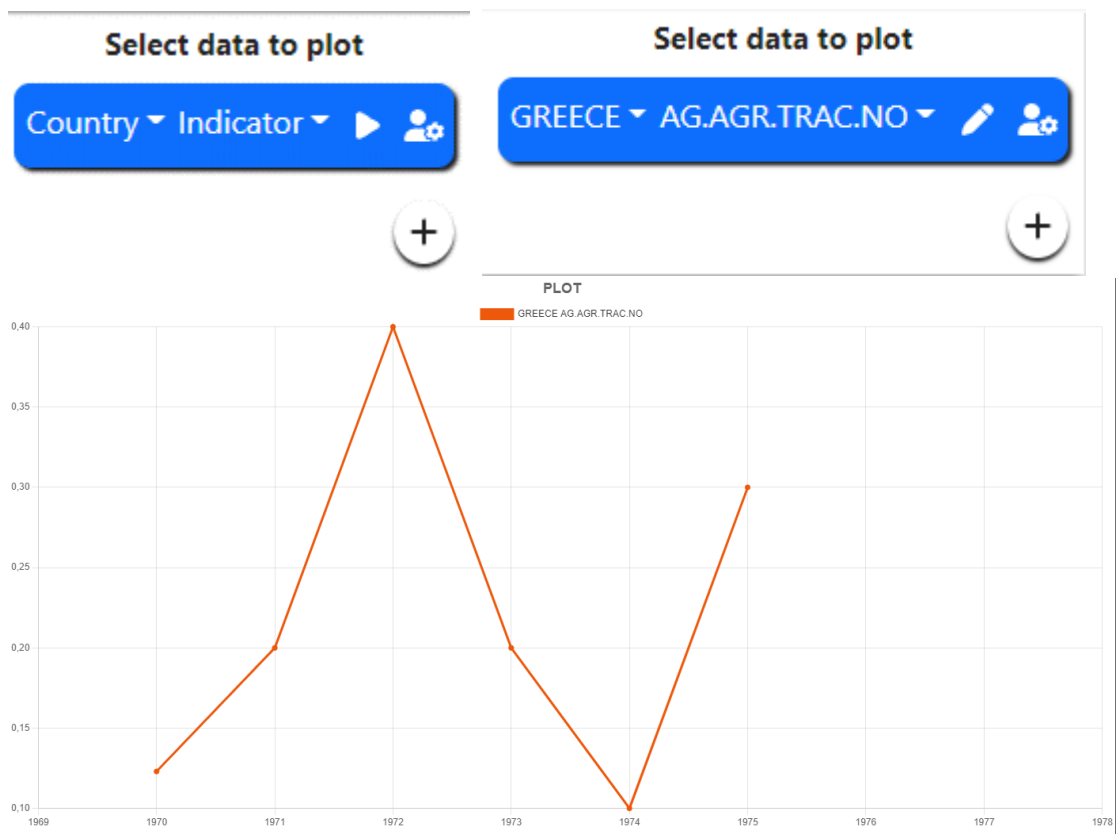 Select data to plot
Country Indicator
Select data to plot
GREECE AG.AGR.TRAC.NO
PLOT
GREECE AG.AGR.TRAC.NO
0,40
0,35
0,30
0,25
0,20
0,15
0,10
1969 1970 1971 1972 1973 1974 1975 1976 1977 1978